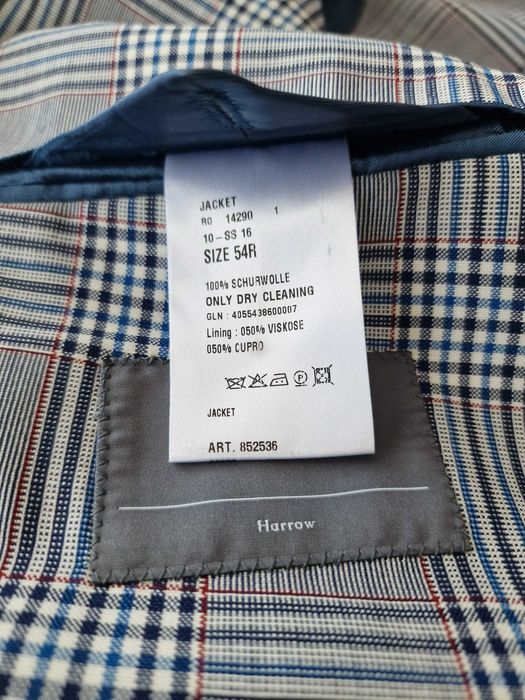 JACKET
RO 14290 1
10-SS 16
SIZE 54R
100% SCHURWOLLE
ONLY DRY CLEANING
GLN : 4055438600007
Lining : 050% VISKOSE
050% CUPRO
P
JACKET
ART. 852536
Harrow